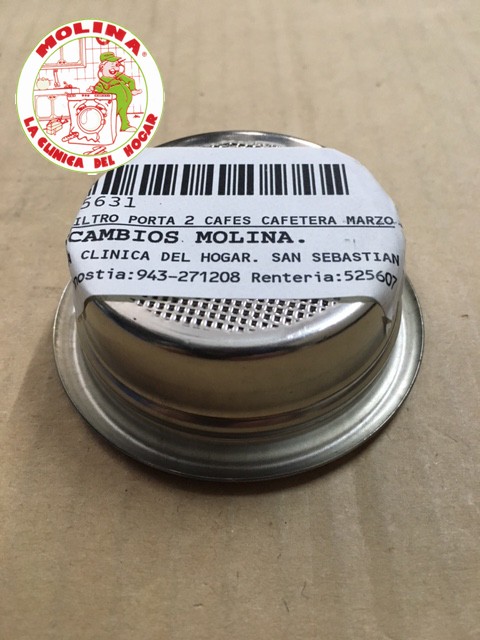 MOLINA®
LA CLINICA DEL HOGAR
5631
ILTRO PORTA 2 CAFES CAFETERA MARZO
CAMBIOS MOLINA.
CLINICA DEL HOGAR. SAN SEBASTIAN
ostia:943-271208 Renteria:525607